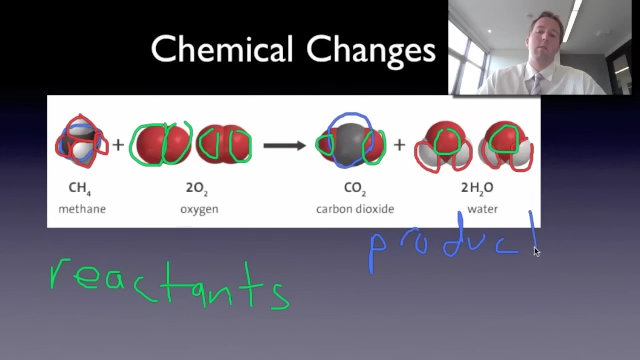 Chemical Changes
+ + 
CH₄ 2O₂ CO₂ 2H₂O
methane oxygen carbon dioxide water
product
reactants